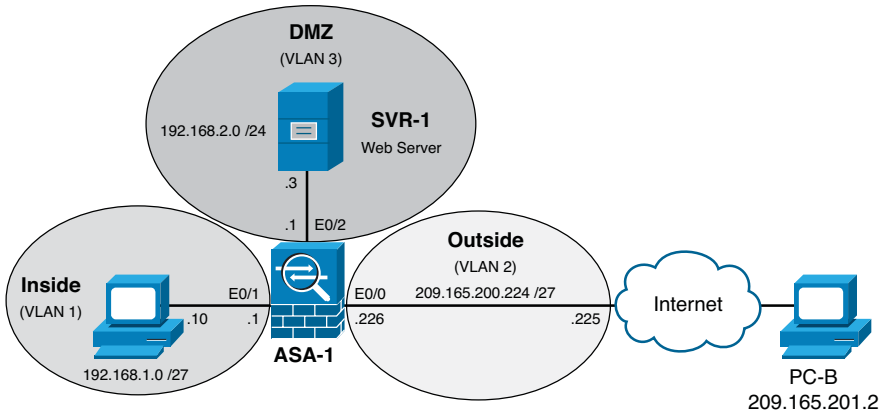 DMZ
(VLAN 3)
192.168.2.0 /24
SVR-1
Web Server
.3
.1
E0/2
Inside
(VLAN 1)
E0/1
.10
.1
192.168.1.0 /27
ASA-1
Outside
(VLAN 2)
E0/0
209.165.200.224 /27
.226
.225
Internet
PC-B
209.165.201.2